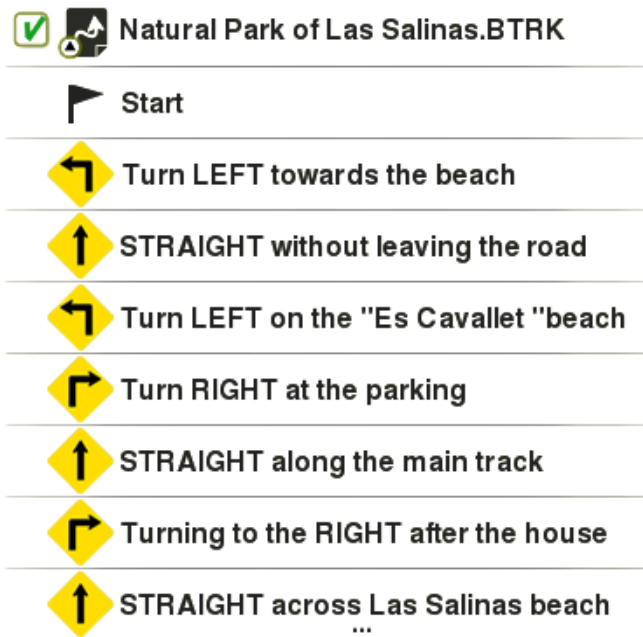 Natural Park of Las Salinas.BTRK
Start
Turn LEFT towards the beach
STRAIGHT without leaving the road
Turn LEFT on the "Es Cavallet "beach
Turn RIGHT at the parking
STRAIGHT along the main track
Turning to the RIGHT after the house
STRAIGHT across Las Salinas beach
...